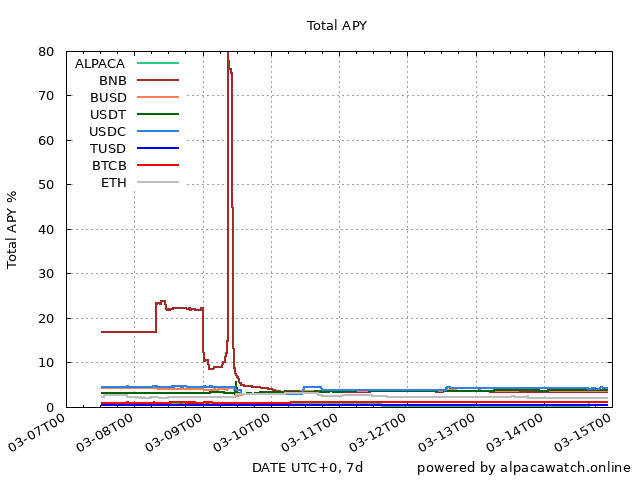 Total APY
80
70
60
50
40
30
20
10
0
Total APY %
ALPACA
BNB
BUSD
USDT
USDC
TUSD
BTCB
ETH
03-07T00
03-08T00
03-09T00
03-10T00
03-11T00
03-12T00
03-13T00
03-14T00
03-15T00
DATE UTC+0, 7d
powered by alpacawatch.online